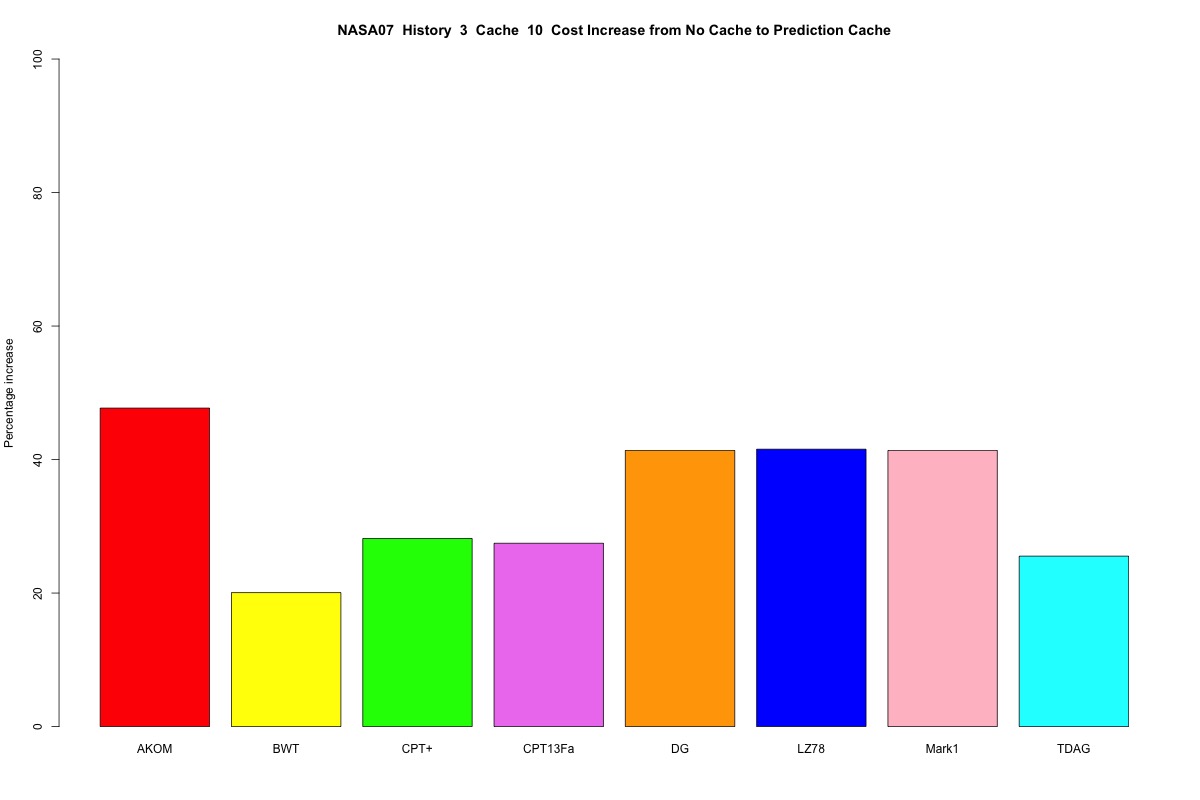 NASA07  History  3  Cache  10  Cost Increase from No Cache to Prediction Cache
Percentage increase
100
80
60
40
20
0
AKOM BWT CPT+ CPT13Fa DG LZ78 Mark1 TDAG